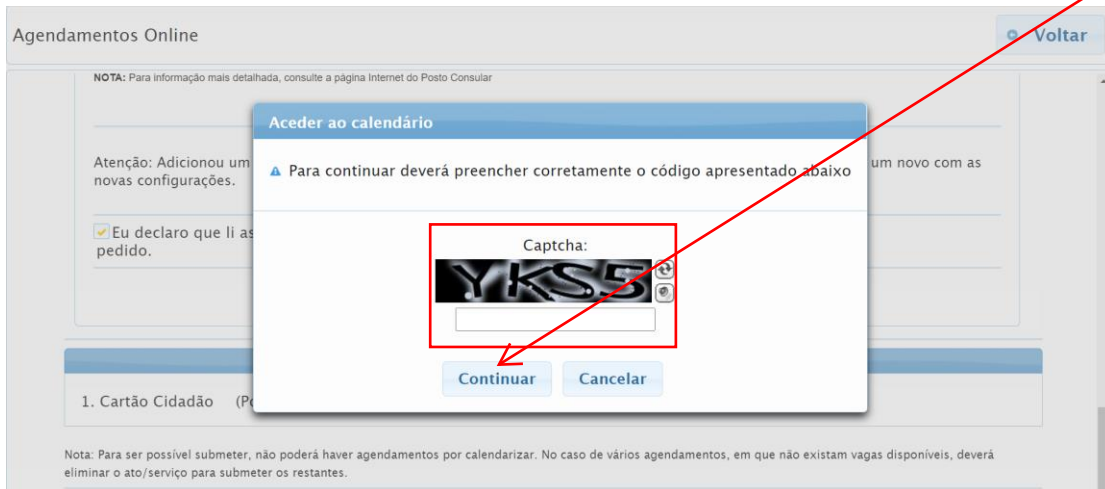 Agendamentos Online
Voltar
NOTA: Para informação mais detalhada, consulte a página Internet do Posto Consular
Aceder ao calendário
Atenção: Adicionou um
um novo com as
novas configurações.
Para continuar deverá preencher corretamente o código apresentado abaixo
Eu declaro que li as
pedido.
Captcha:
YKS5
Continuar
Cancelar
1. Cartão Cidadão (Po
Nota: Para ser possível submeter, não poderá haver agendamentos por calendarizar. No caso de vários agendamentos, em que não existam vagas disponíveis, deverá
eliminar o ato/serviço para submeter os restantes.